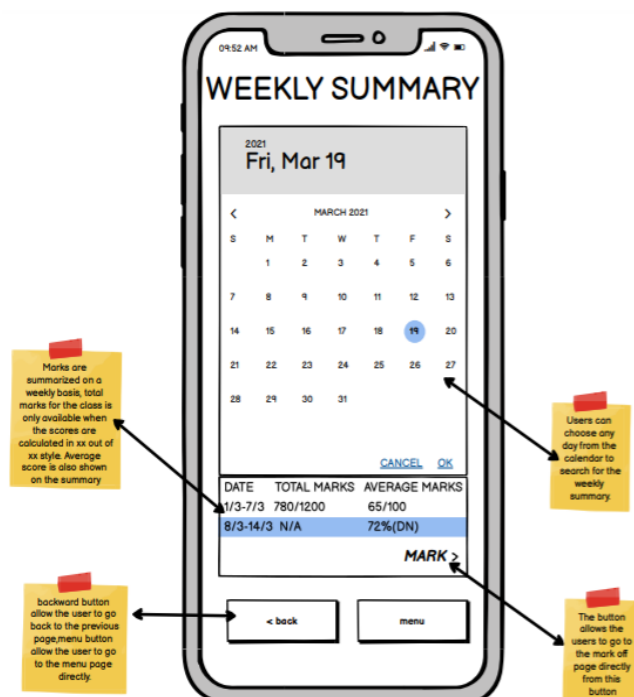 09:52 AM
WEEKLY SUMMARY
2021
Fri, Mar 19
< MARCH 2021 >
S M T W T F S
1 2 3 4 5 6
7 8 9 10 11 12 13
14 15 16 17 18 19 20
21 22 23 24 25 26 27
28 29 30 31
CANCEL OK
DATE TOTAL MARKS AVERAGE MARKS
1/3-7/3 780/1200 65/100
8/3-14/3 N/A 72%(DN)
MARK >
< back
menu
Marks are
summarized on a
weekly basis, total
marks for the class is
only available when
the scores are
calculated in xx out of
xx style. Average
score is also shown
on the summary
Users can
choose any
day from the
calendar to
search for the
weekly
summary.
backward button
allow the user to go
back to the previous
page,menu button
allow the user to go
to the menu page
directly.
The button
allows the
users to go to
the mark off
page directly
from this
button